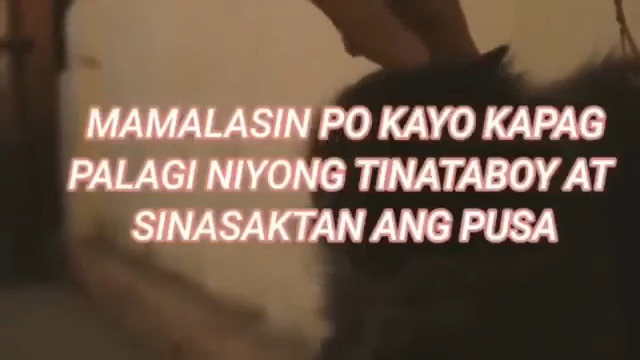 MAMALASIN PO KAYO KAPAG
PALAGI NIYONG TINATABOY AT
SINASAKTAN ANG PUSA